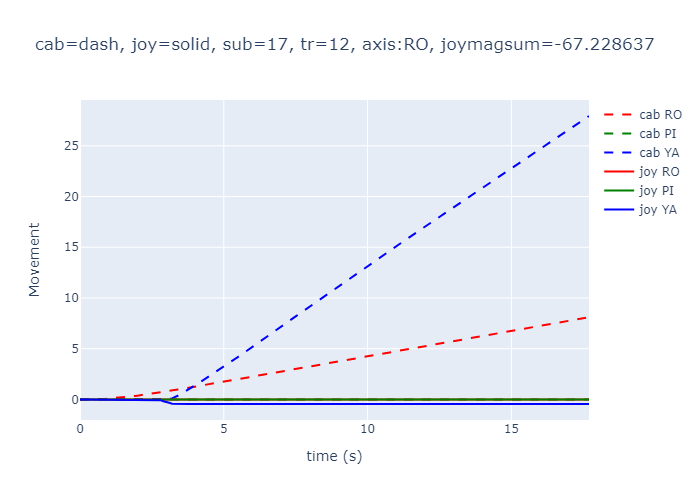 cab=dash, joy=solid, sub=17, tr=12, axis:RO, joymagsum=-67.228637
Movement
25
20
15
10
5
0
0 5 10 15
time (s)
cab RO
cab PI
cab YA
joy RO
joy PI
joy YA